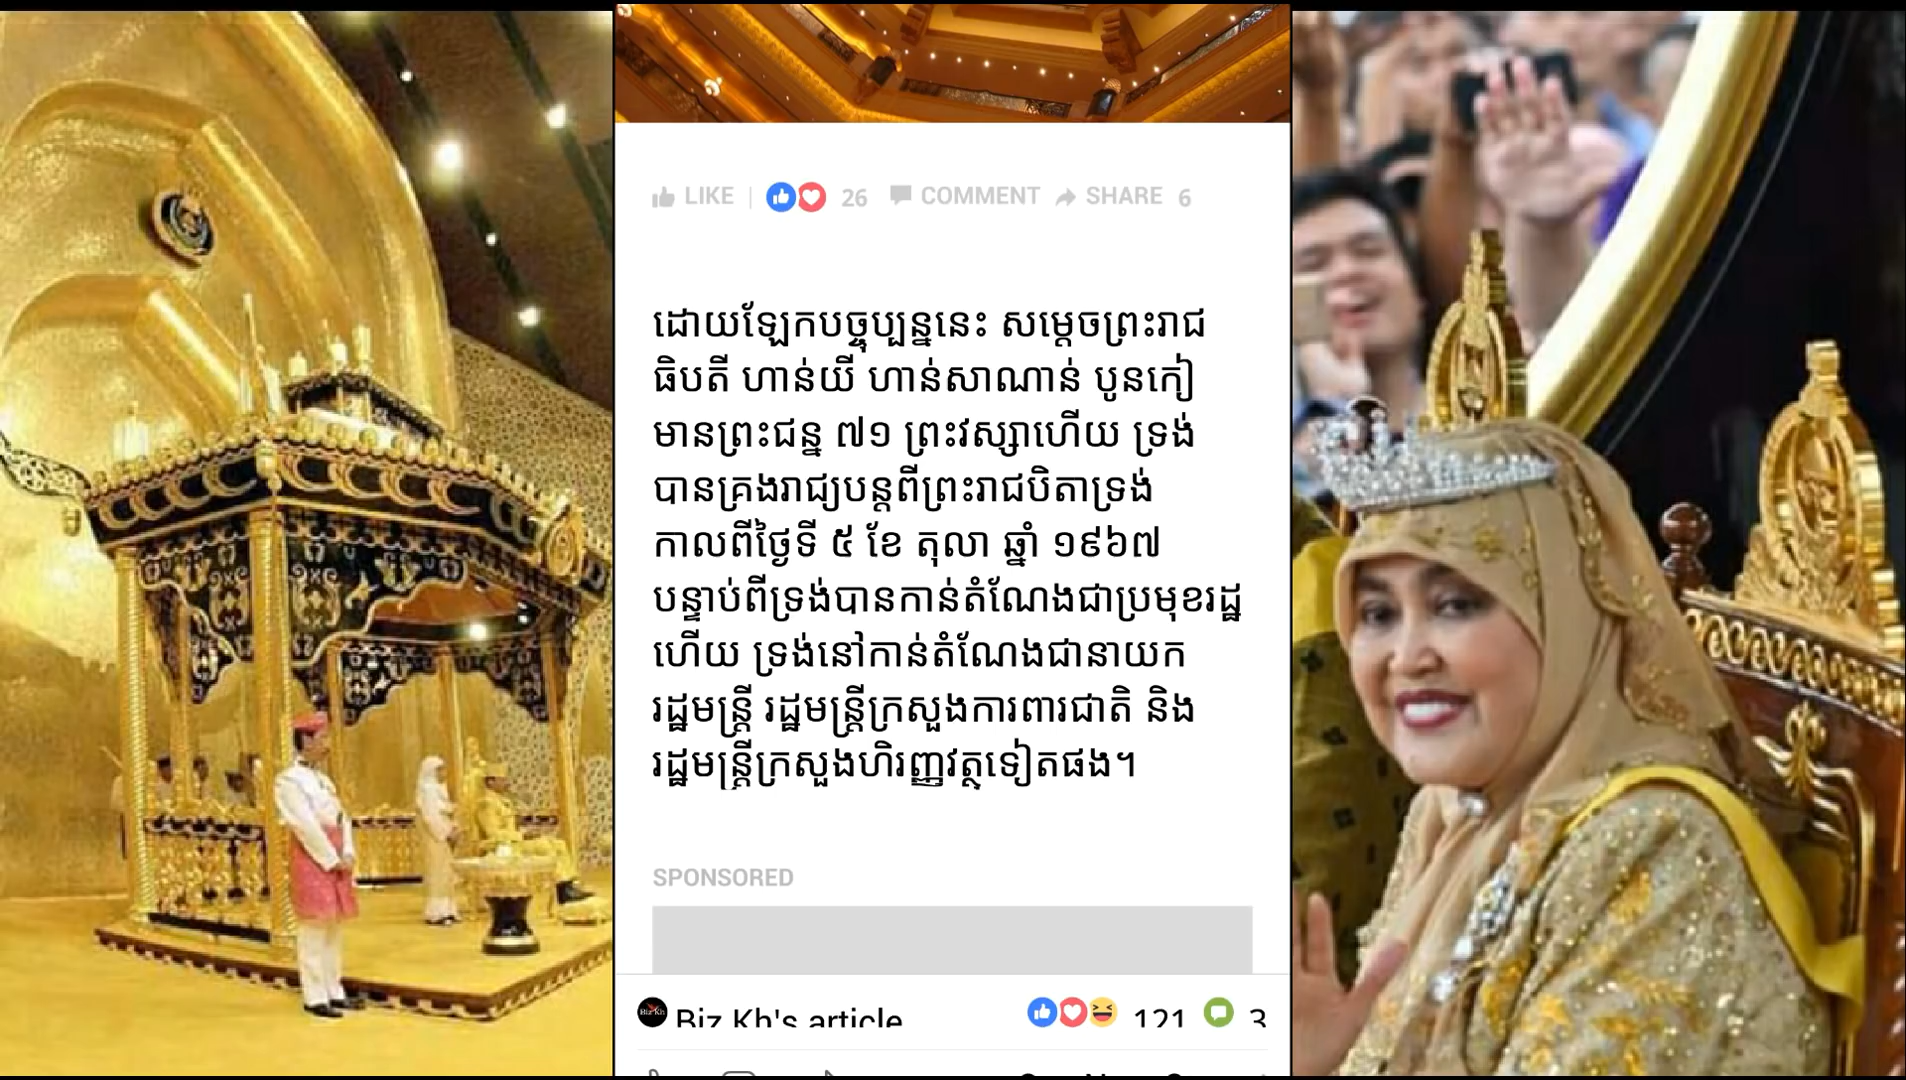 LIKE | 26 COMMENT SHARE 6
ដោយឡែកបច្ចុប្បន្ននេះ សម្តេចព្រះរាជ
ធិបតី ហាន់យី ហាន់សាណាន់ បូនកៀ
មានព្រះជន្ន ៧១ ព្រះវស្សាហើយ ទ្រង់
បានគ្រងរាជ្យបន្តពីព្រះរាជបិតាទ្រង់
កាលពីថ្ងៃទី ៥ ខែ តុលា ឆ្នាំ ១៩៦៧
បន្ទាប់ពីទ្រង់បានកាន់តំណែងជាប្រមុខរដ្ឋ
ហើយ ទ្រង់នៅកាន់តំណែងជានាយក
រដ្ឋមន្ត្រី រដ្ឋមន្ត្រីក្រសួងការពារជាតិ និង
រដ្ឋមន្ត្រីក្រសួងហិរញ្ញវត្ថុទៀតផង។
SPONSORED
Biz Kh's article 121 3